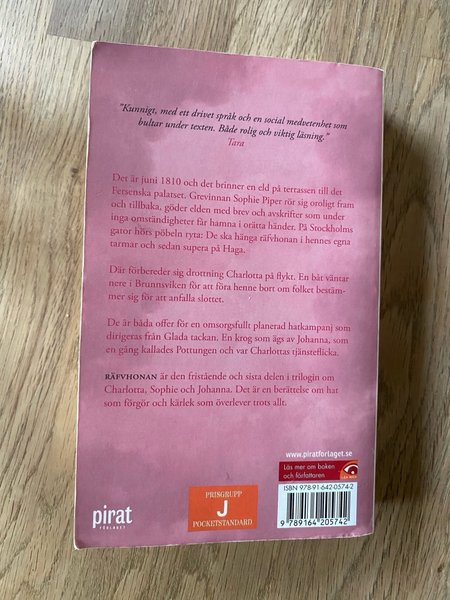 "Kunnigt, med ett drivet språk och en social medvetenhet som
bultar under texten. Både rolig och viktig läsning."
Tara
Det är juni 1810 och det brinner en eld på terrassen till det
Fersenska palatset. Grevinnan Sophie Piper rör sig oroligt fram
och tillbaka, göder elden med brev och avskrifter som under
inga omständigheter får hamna i orätta händer. På Stockholms
gator hörs pöbeln ryta: De ska hänga räfvhonan i hennes egna
tarmar och sedan supera på Haga.
Där förbereder sig drottning Charlotta på flykt. En båt väntar
nere i Brunnsviken för att föra henne bort om folket bestäm-
mer sig för att anfalla slottet.
De är båda offer för en omsorgsfullt planerad hatkampanj som
dirigeras från Glada tackan. En krog som ägs av Johanna, som
en gång kallades Pottungen och var Charlottas tjänsteflicka.
RÄFVHONAN är den fristående och sista delen i trilogin om
Charlotta, Sophie och Johanna. Det är en berättelse om hat
som förgör och kärlek som överlever trots allt.
www.piratforlaget.se
Läs mer om boken
och författaren
ISBN 978-91-642-0574-2
9 789164 205742
PRISGRUPP
J
POCKETSTANDARD
pirat
FÖRLAGET